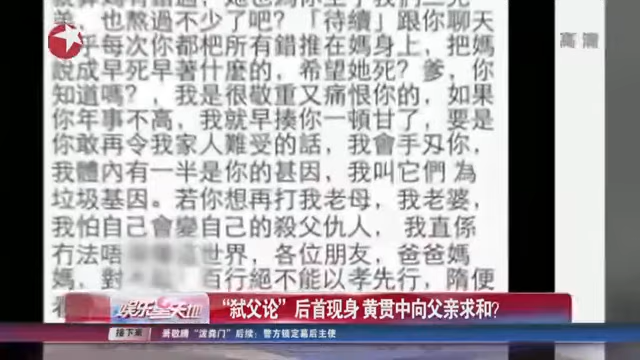 高清
美，也熬過不少了吧？「待續」跟你聊天
乎每次你都把所有錯推在媽身上，把媽
說成早死早著什麼的，希望她死？爹，你
知道嗎？，我是很敬重又痛恨你的，如果
你年事不高，我就早揍你一頓甘了，要是
你敢再令我家人難受的話，我會手刃你，
我體內有一半是你的甚因，我叫它們 為
垃圾基因。若你想再打我老母，我老婆，
我怕自己會變自己的殺父仇人， 我直係
冇法唔 世界，各位朋友，爸爸媽
媽，對 百行絕不能以孝先行，隋便
娱乐星天地
“弑父论”后首现身 黄贯中向父亲求和？
接下来
萧敬腾“泼粪门”后续：警方锁定幕后主使